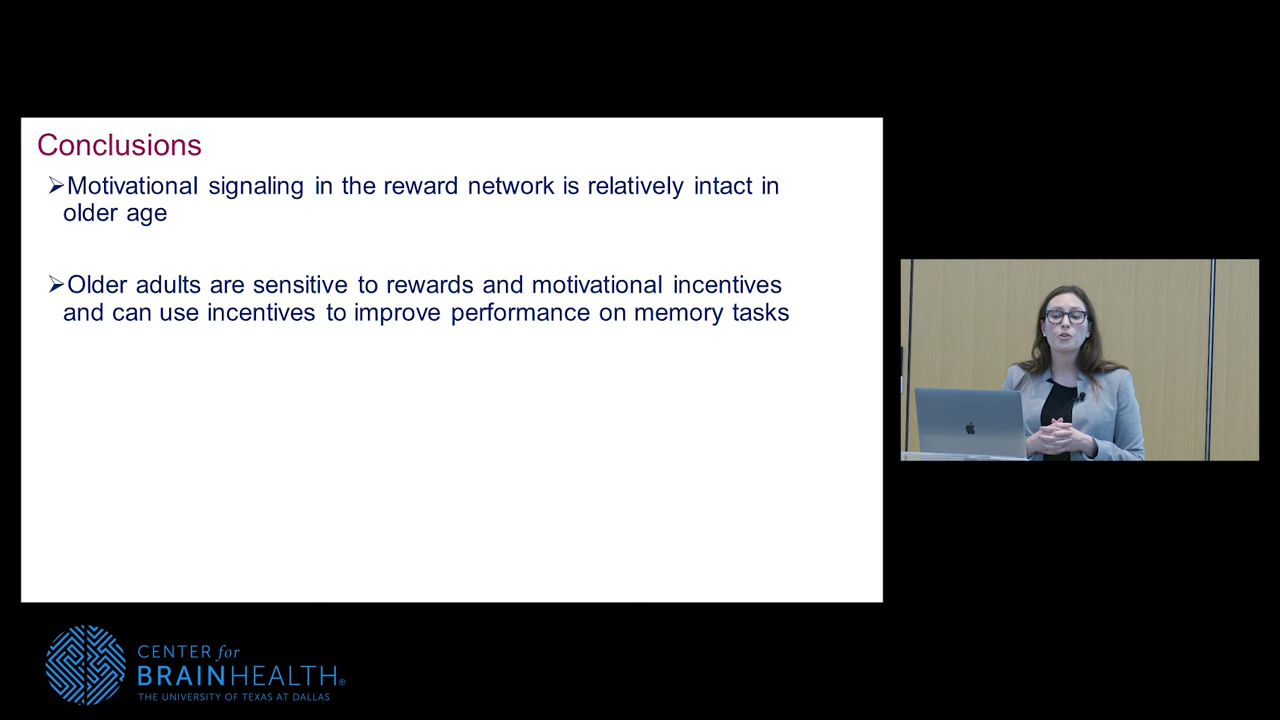 Conclusions
➢Motivational signaling in the reward network is relatively intact in
older age
➢Older adults are sensitive to rewards and motivational incentives
and can use incentives to improve performance on memory tasks
CENTER for
BRAINHEALTH®
THE UNIVERSITY OF TEXAS AT DALLAS